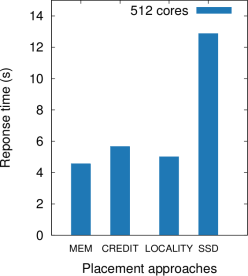 512 cores
14
12
10
8
6
4
2
0
Reponse time (s)
MEM CREDIT LOCALITY SSD
Placement approaches